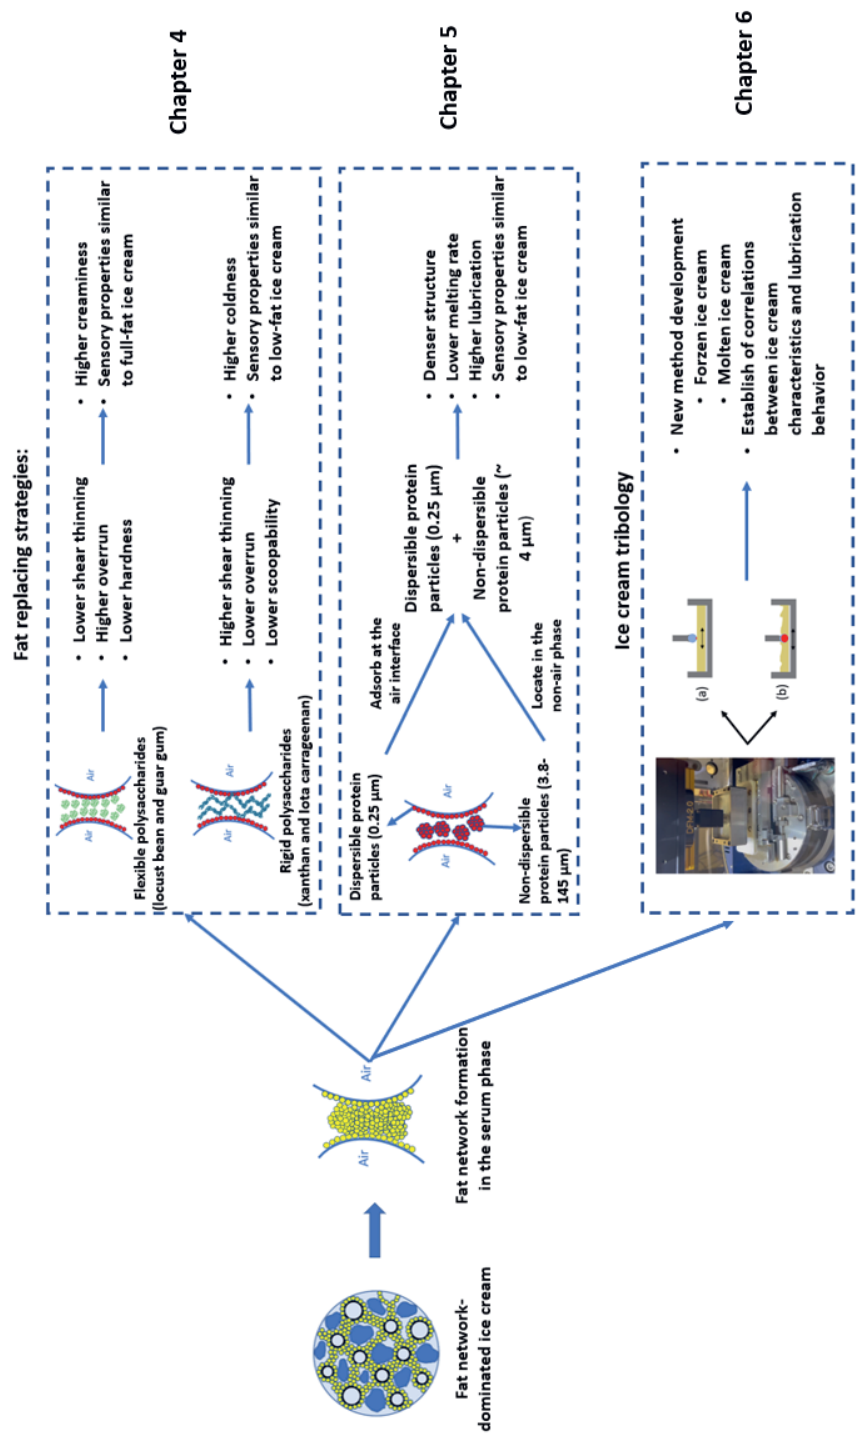 Fat network-
dominated ice cream
Air
Air
Fat network formation
in the serum phase
Fat replacing strategies:
Air
Air
Flexible polysaccharides
(locust bean and guar gum)
• Lower shear thinning
• Higher overrun
• Lower hardness
• Higher creaminess
• Sensory properties similar
to full-fat ice cream
Air
Air
Rigid polysaccharides
(xanthan and Iota carrageenan)
• Higher shear thinning
• Lower overrun
• Lower scoopability
• Higher coldness
• Sensory properties similar
to low-fat ice cream
Chapter 4
Dispersible protein
particles (0.25 µm)
Air
Air
Non-dispersible
protein particles (3.8-
145 µm)
Adsorb at the
air interface
Locate in the
non-air phase
Dispersible protein
particles (0.25 µm)
+
Non-dispersible
protein particles (~
4 µm)
• Denser structure
• Lower melting rate
• Higher lubrication
• Sensory properties similar
to low-fat ice cream
Chapter 5
Ice cream tribology
(a)
(b)
• New method development
• Forzen ice cream
• Molten ice cream
• Establish of correlations
between ice cream
characteristics and lubrication
behavior
Chapter 6